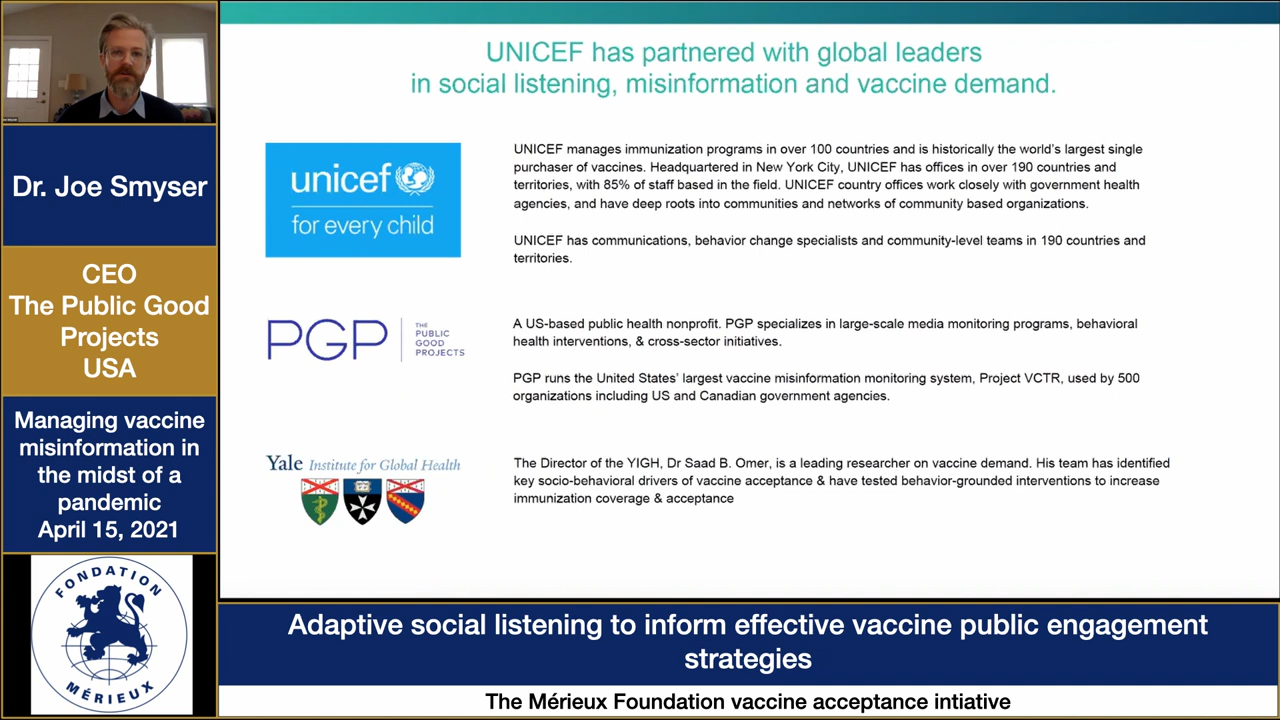 Dr. Joe Smyser
CEO
The Public Good
Projects
USA
Managing vaccine
misinformation in
the midst of a
pandemic
April 15, 2021
FONDATION
MÉRIEUX
UNICEF has partnered with global leaders
in social listening, misinformation and vaccine demand.
unicef
for every child
UNICEF manages immunization programs in over 100 countries and is historically the world's largest single
purchaser of vaccines. Headquartered in New York City, UNICEF has offices in over 190 countries and
territories, with 85% of staff based in the field. UNICEF country offices work closely with government health
agencies, and have deep roots into communities and networks of community based organizations.
UNICEF has communications, behavior change specialists and community-level teams in 190 countries and
territories.
PGP
THE
PUBLIC
GOOD
PROJECTS
A US-based public health nonprofit. PGP specializes in large-scale media monitoring programs, behavioral
health interventions, & cross-sector initiatives.
PGP runs the United States' largest vaccine misinformation monitoring system, Project VCTR, used by 500
organizations including US and Canadian government agencies.
Yale Institute for Global Health
The Director of the YIGH, Dr Saad B. Omer, is a leading researcher on vaccine demand. His team has identified
key socio-behavioral drivers of vaccine acceptance & have tested behavior-grounded interventions to increase
immunization coverage & acceptance
Adaptive social listening to inform effective vaccine public engagement
strategies
The Mérieux Foundation vaccine acceptance intiative